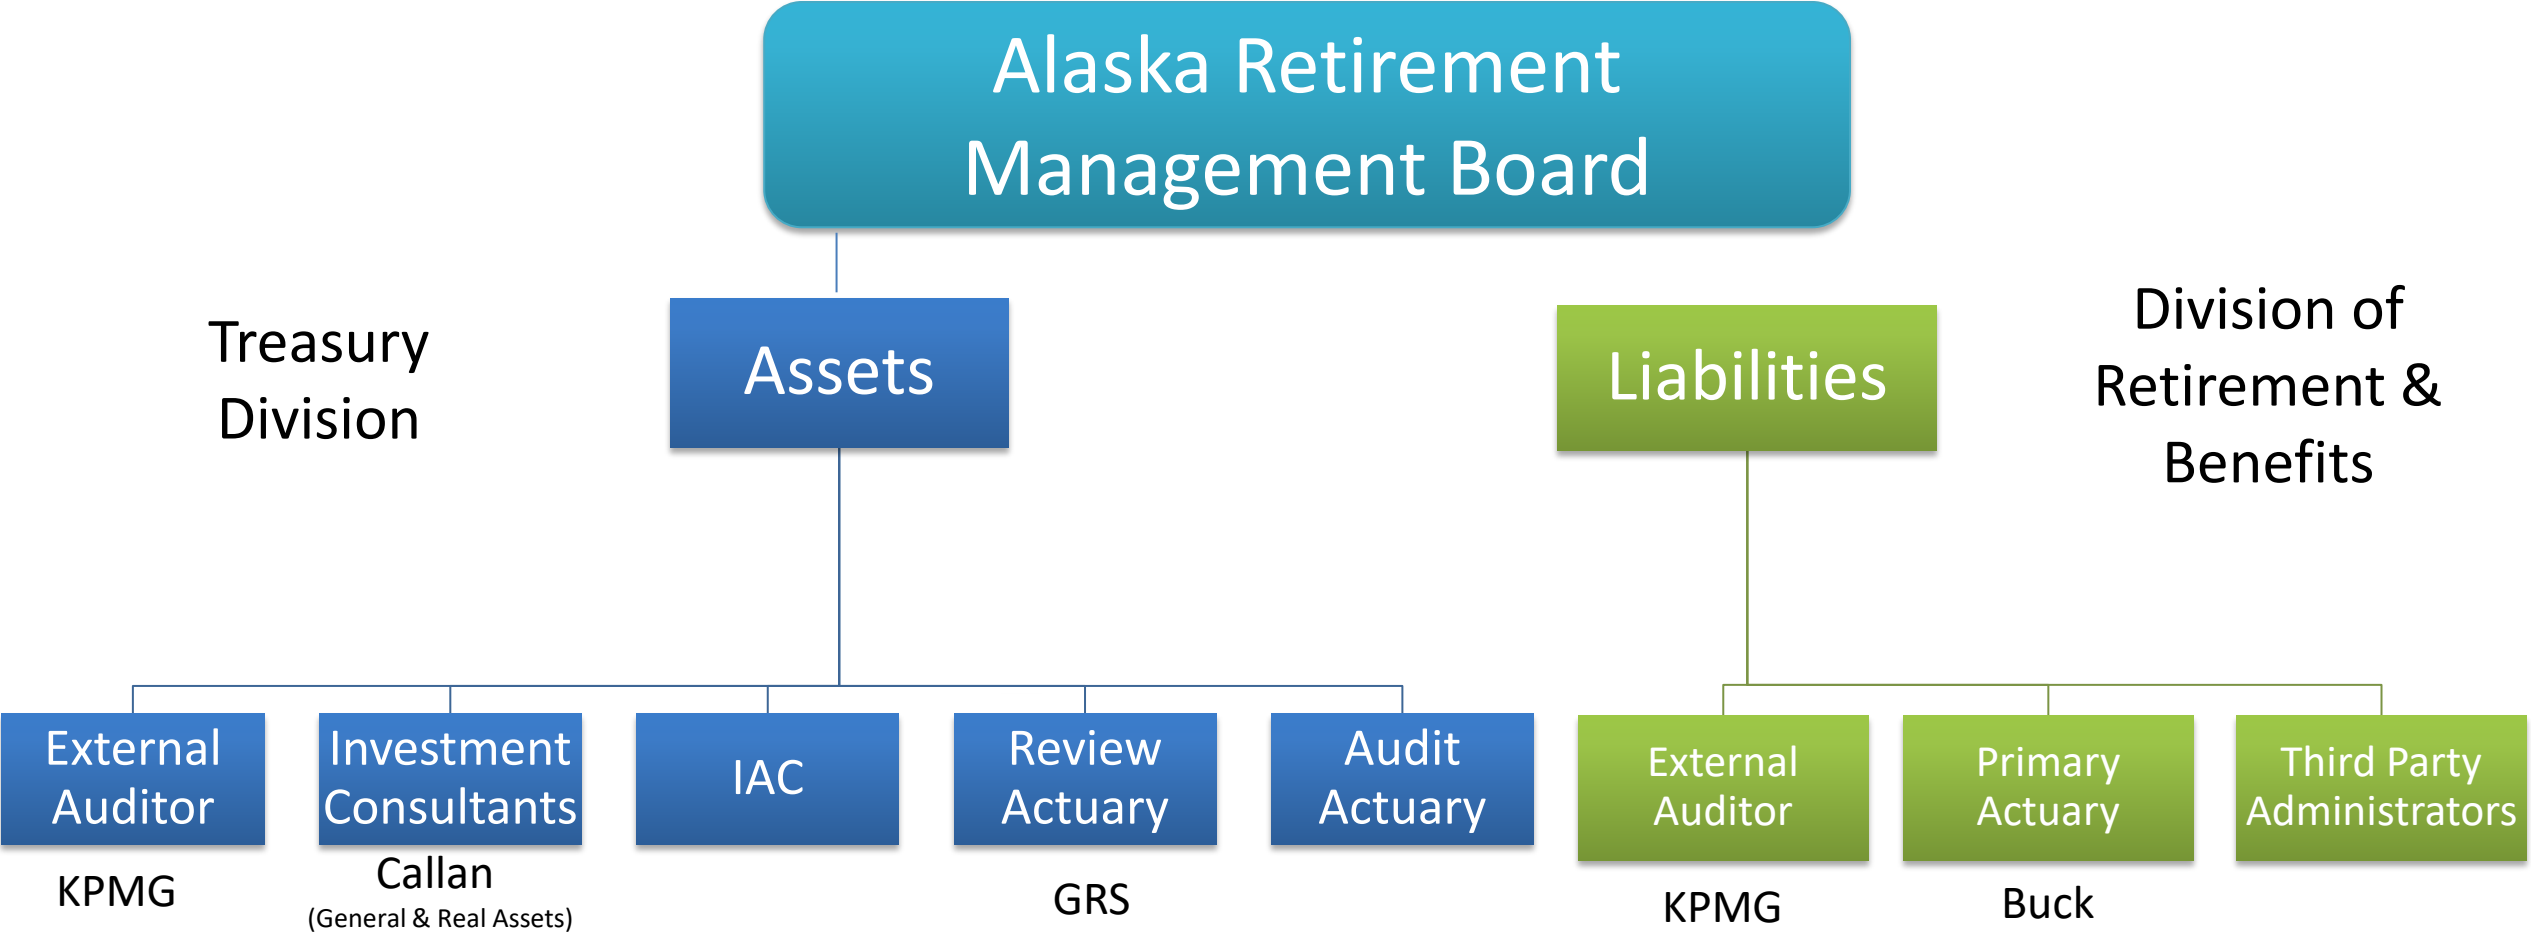 Alaska Retirement
Management Board
Treasury
Division
Assets
Liabilities
Division of
Retirement &
Benefits
External
Auditor
KPMG
Investment
Consultants
Callan
(General & Real Assets)
IAC
Review
Actuary
GRS
Audit
Actuary
External
Auditor
KPMG
Primary
Actuary
Buck
Third Party
Administrators